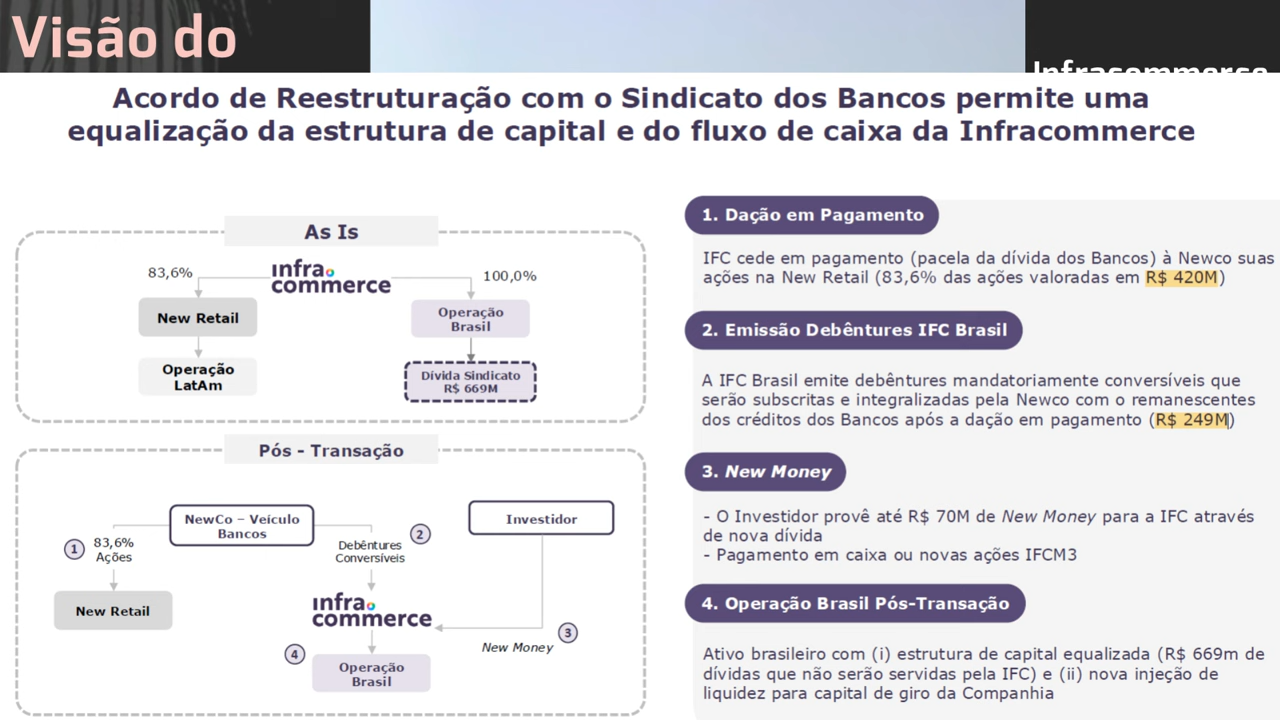 Visão do
Infracommerce
Acordo de Reestruturação com o Sindicato dos Bancos permite uma
equalização da estrutura de capital e do fluxo de caixa da Infracommerce
As Is
83,6%
infra.
commerce
100,0%
New Retail
Operação
Brasil
Operação
LatAm
Dívida Sindicato
R$ 669M
Pós - Transação
NewCo – Veículo
Bancos
Investidor
1
83,6%
Ações
2
Debêntures
Conversíveis
New Retail
infra.
commerce
3
New Money
4
Operação
Brasil
1. Dação em Pagamento
IFC cede em pagamento (pacela da dívida dos Bancos) à Newco suas
ações na New Retail (83,6% das ações valoradas em R$ 420M)
2. Emissão Debêntures IFC Brasil
A IFC Brasil emite debêntures mandatoriamente conversíveis que
serão subscritas e integralizadas pela Newco com o remanescentes
dos créditos dos Bancos após a dação em pagamento (R$ 249M)
3. New Money
- O Investidor provê até R$ 70M de New Money para a IFC através
de nova dívida
- Pagamento em caixa ou novas ações IFCM3
4. Operação Brasil Pós-Transação
Ativo brasileiro com (i) estrutura de capital equalizada (R$ 669m de
dívidas que não serão servidas pela IFC) e (ii) nova injeção de
liquidez para capital de giro da Companhia